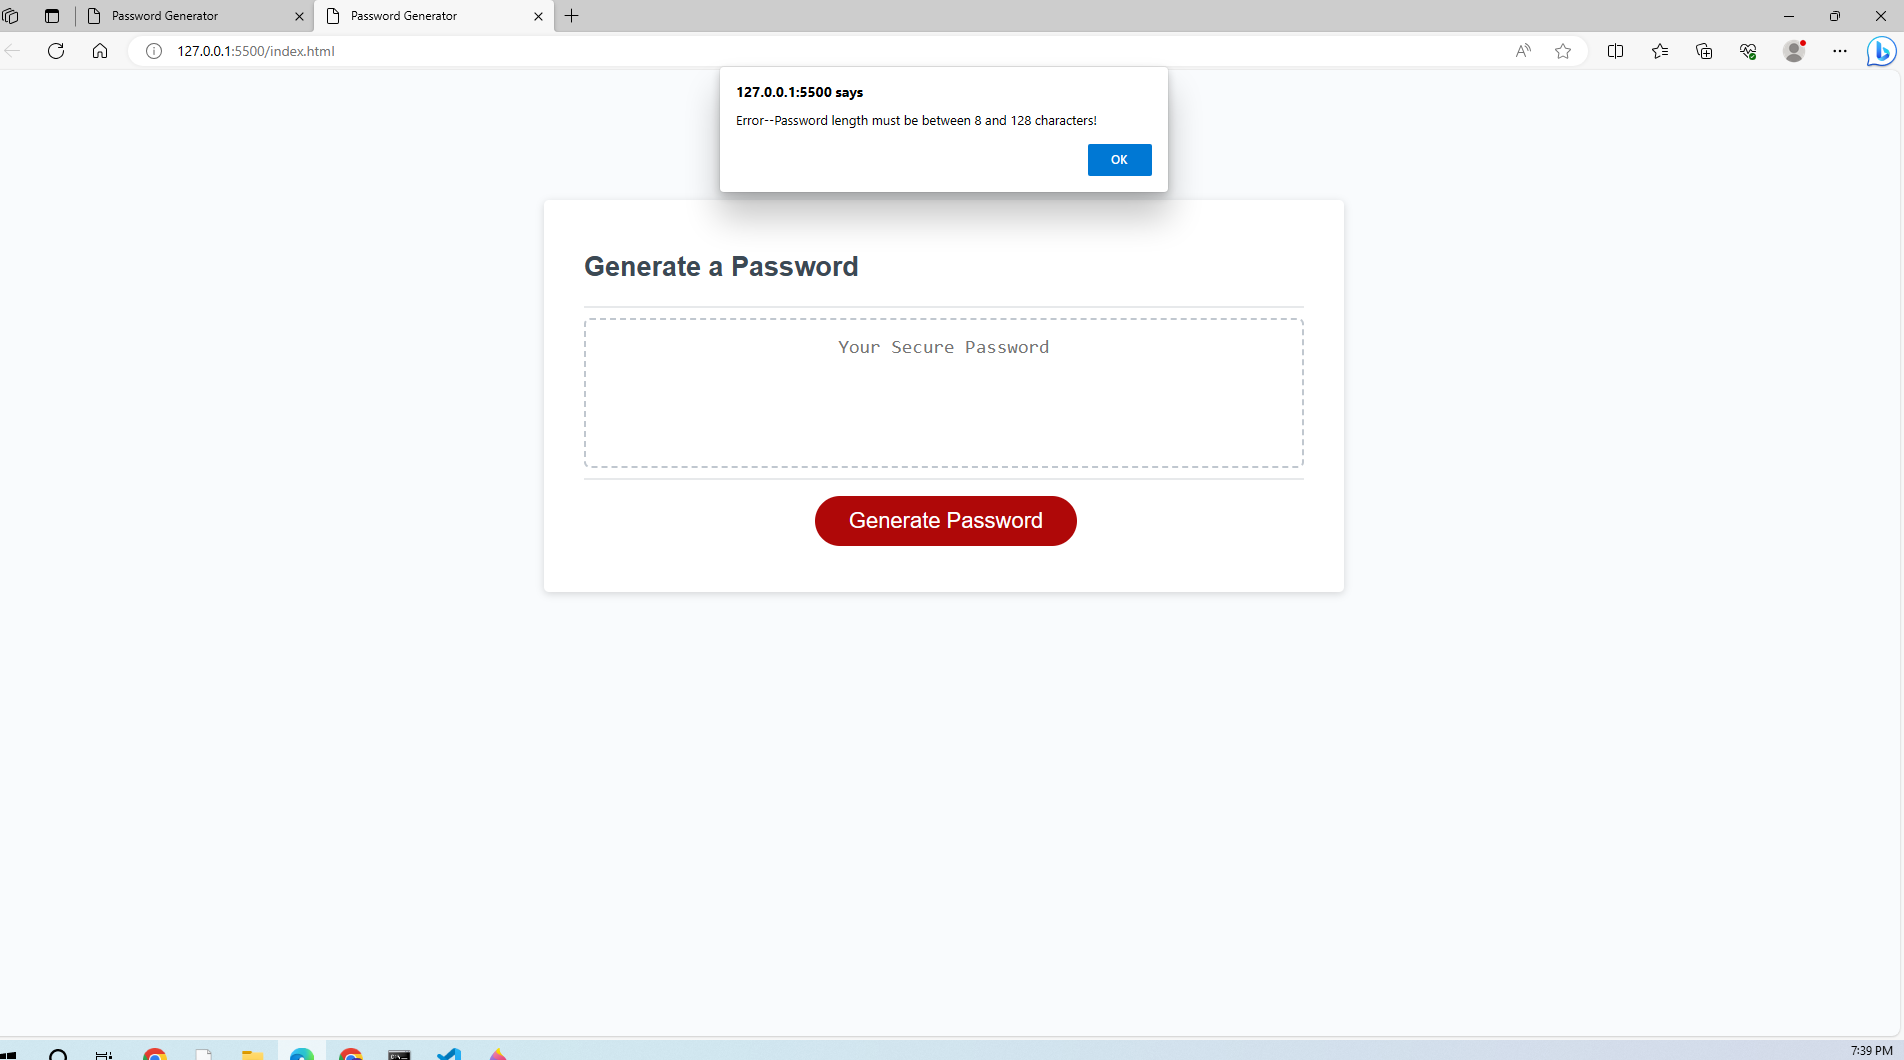 Password Generator
Password Generator
127.0.0.1:5500/index.html
127.0.0.1:5500 says
Error--Password length must be between 8 and 128 characters!
OK
Generate a Password
Your Secure Password
Generate Password
7:39 PM